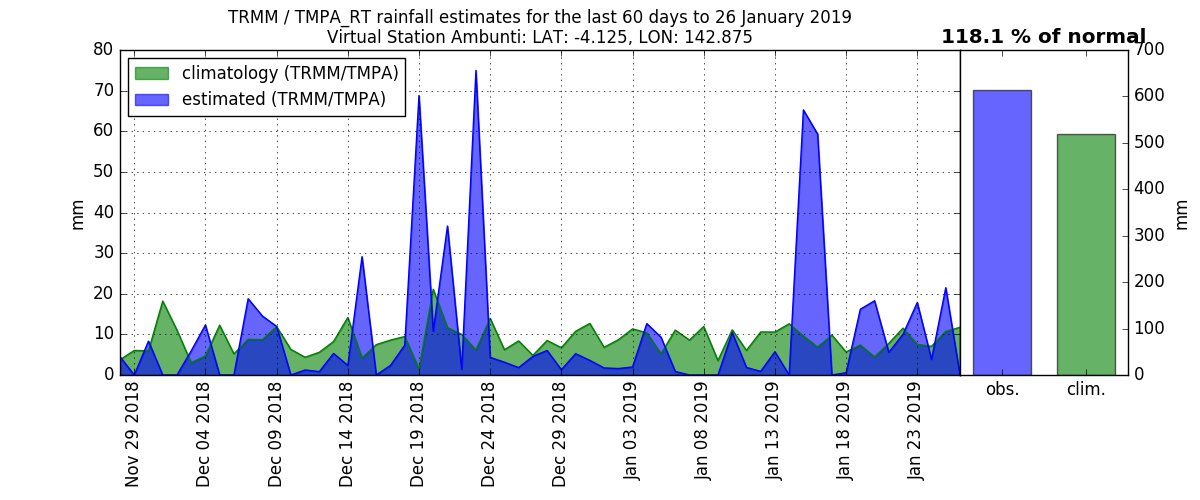 TRMM / TMPA_RT rainfall estimates for the last 60 days to 26 January 2019
Virtual Station Ambunti: LAT: -4.125, LON: 142.875
118.1 % of normal
climatology (TRMM/TMPA)
estimated (TRMM/TMPA)
80
70
60
50
40
30
20
10
0
mm
Nov 29 2018
Dec 04 2018
Dec 09 2018
Dec 14 2018
Dec 19 2018
Dec 24 2018
Dec 29 2018
Jan 03 2019
Jan 08 2019
Jan 13 2019
Jan 18 2019
Jan 23 2019
obs.
clim.
700
600
500
400
300
200
100
0
mm